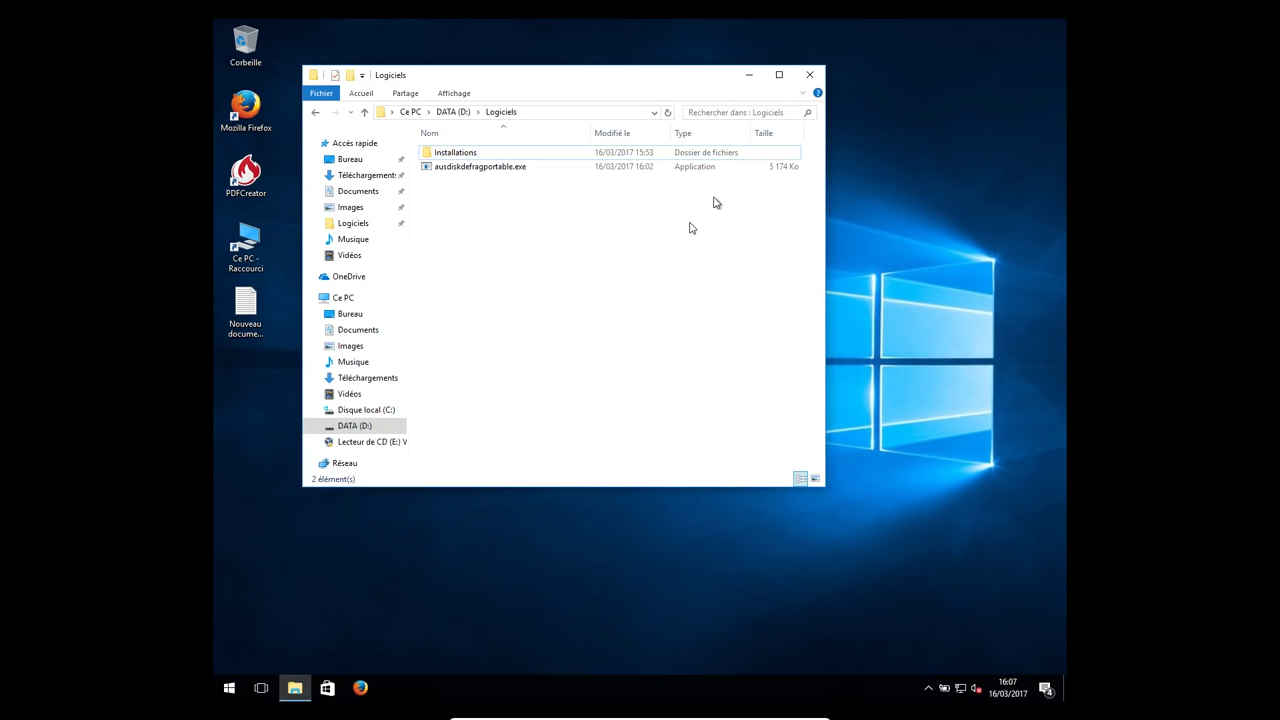 Corbeille
Mozilla Firefox
PDFCreator
Ce PC -
Raccourci
Nouveau
docume...
Logiciels
Fichier Accueil Partage Affichage
Ce PC DATA (D:) Logiciels
Rechercher dans : Logiciels
Nom Modifié le Type Taille
Installations 16/03/2017 15:53 Dossier de fichiers
ausdiskdefragportable.exe 16/03/2017 16:02 Application 5 174 Ko
Accès rapide
Bureau
Téléchargements
Documents
Images
Logiciels
Musique
Vidéos
OneDrive
Ce PC
Bureau
Documents
Images
Musique
Téléchargements
Vidéos
Disque local (C:)
DATA (D:)
Lecteur de CD (E:) V
Réseau
2 élément(s)
16:07
16/03/2017
4